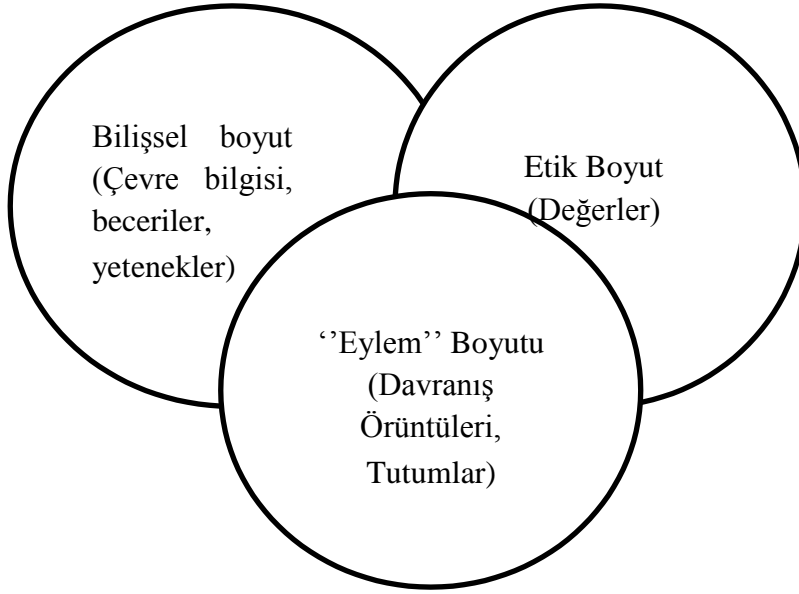 Bilişsel boyut
(Çevre bilgisi,
beceriler,
yetenekler)
Etik Boyut
(Değerler)
‘’Eylem’’ Boyutu
(Davranış
Örüntüleri,
Tutumlar)